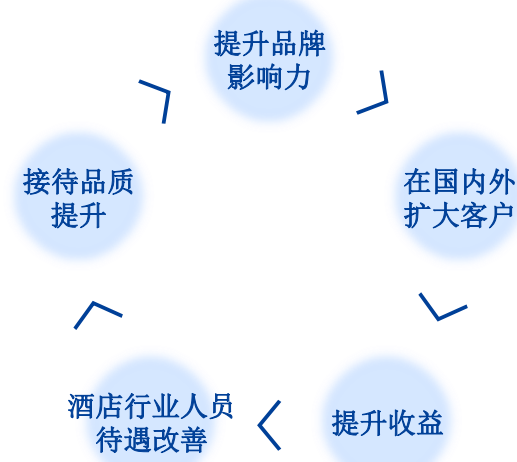 提升品牌
影响力
在国内外
扩大客户
提升收益
酒店行业人员
待遇改善
接待品质
提升